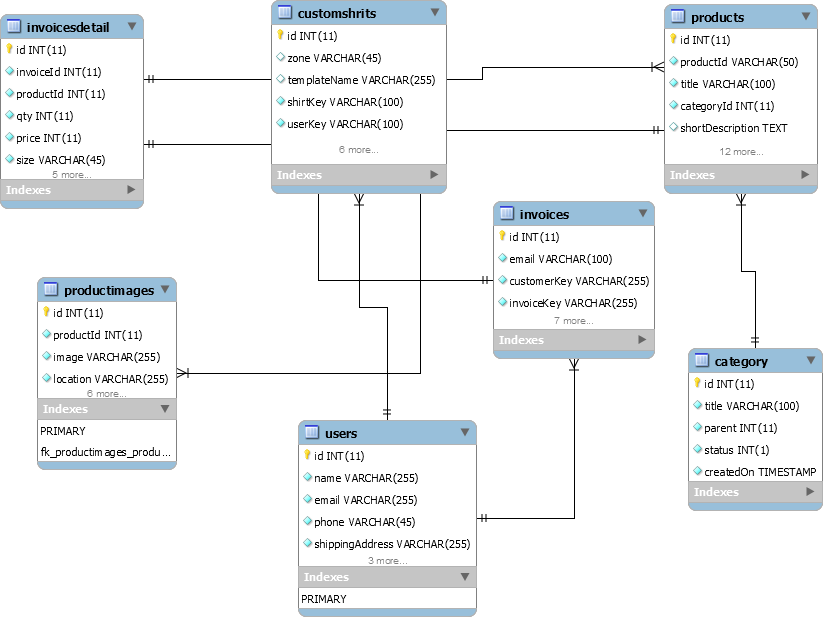 invoicesdetail
id INT(11)
invoiceId INT(11)
productId INT(11)
qty INT(11)
price INT(11)
size VARCHAR(45)
5 more...
Indexes
customshrits
id INT(11)
zone VARCHAR(45)
templateName VARCHAR(255)
shirtKey VARCHAR(100)
userKey VARCHAR(100)
6 more...
Indexes
products
id INT(11)
productId VARCHAR(50)
title VARCHAR(100)
categoryId INT(11)
shortDescription TEXT
12 more...
Indexes
invoices
id INT(11)
email VARCHAR(100)
customerKey VARCHAR(255)
invoiceKey VARCHAR(255)
7 more...
Indexes
productimages
id INT(11)
productId INT(11)
image VARCHAR(255)
location VARCHAR(255)
6 more...
Indexes
PRIMARY
fk_productimages_produ...
category
id INT(11)
title VARCHAR(100)
parent INT(11)
status INT(1)
createdOn TIMESTAMP
Indexes
users
id INT(11)
name VARCHAR(255)
email VARCHAR(255)
phone VARCHAR(45)
shippingAddress VARCHAR(255)
3 more...
Indexes
PRIMARY